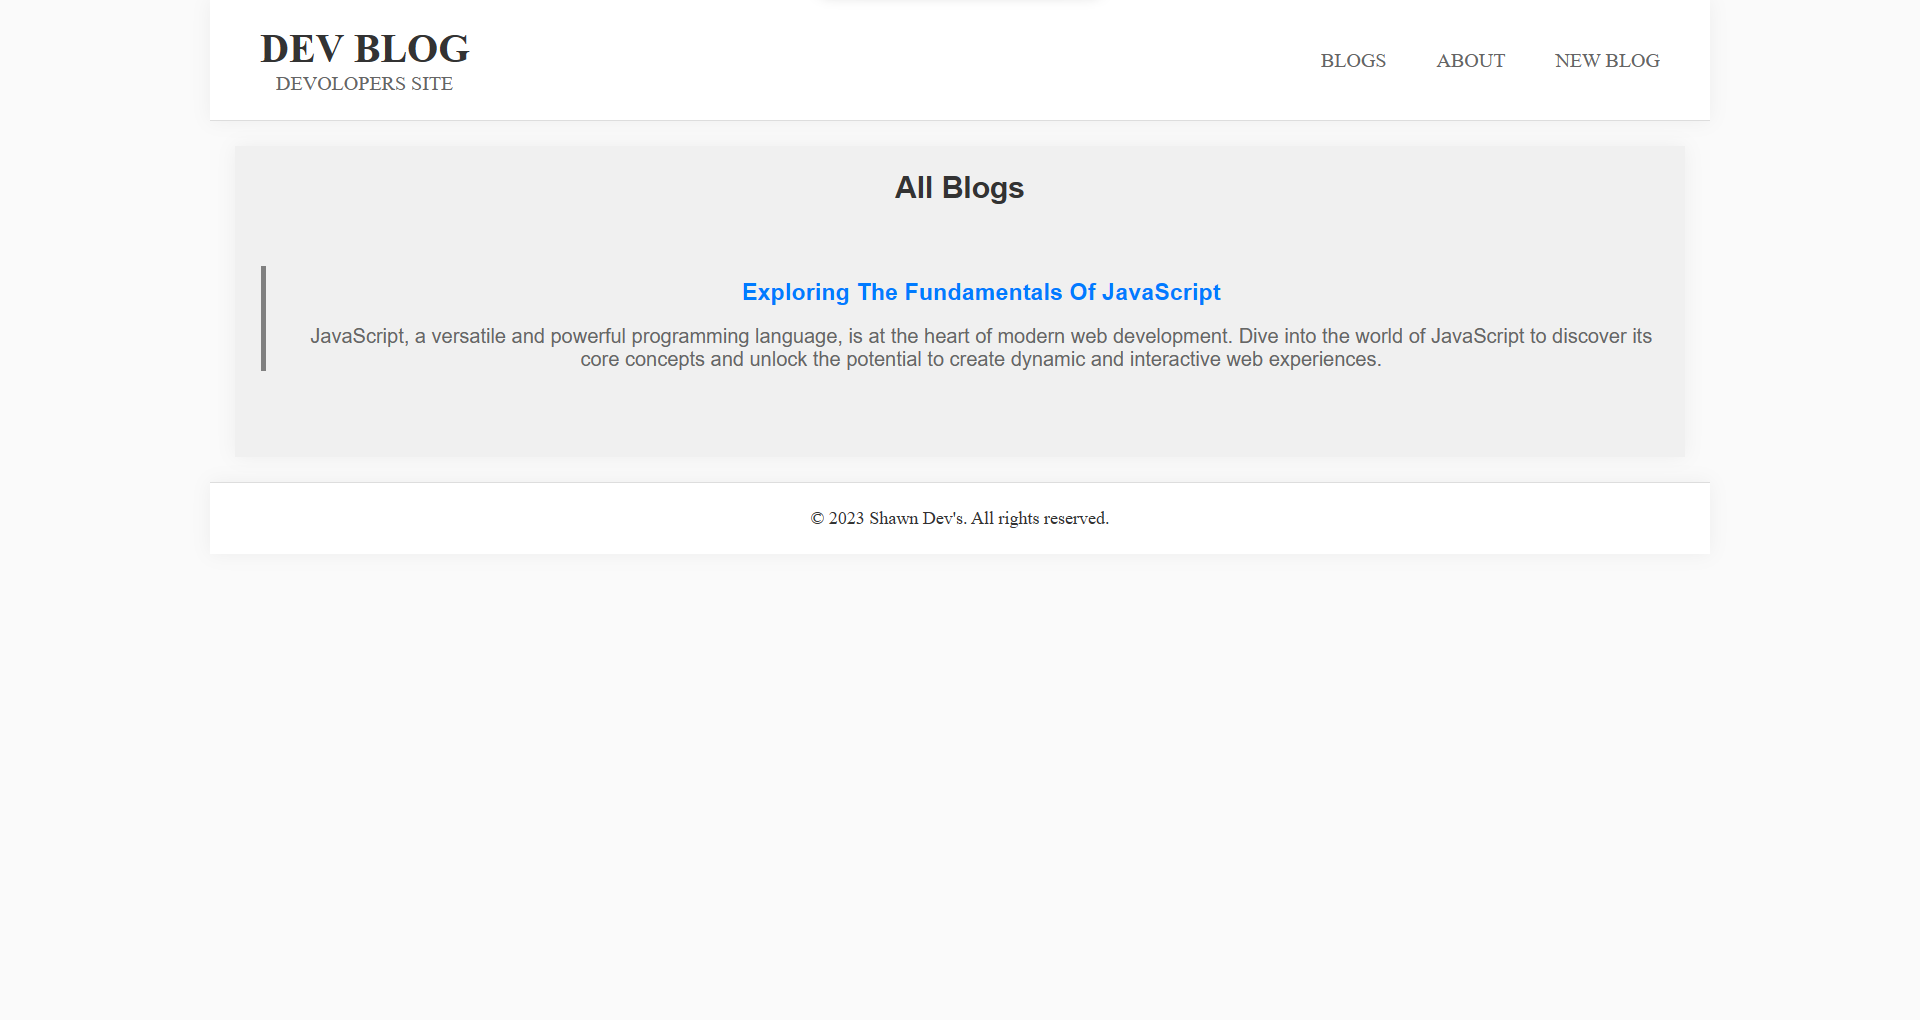 DEV BLOG
DEVOLOPERS SITE
BLOGS ABOUT NEW BLOG
All Blogs
Exploring The Fundamentals Of JavaScript
JavaScript, a versatile and powerful programming language, is at the heart of modern web development. Dive into the world of JavaScript to discover its
core concepts and unlock the potential to create dynamic and interactive web experiences.
© 2023 Shawn Dev's. All rights reserved.